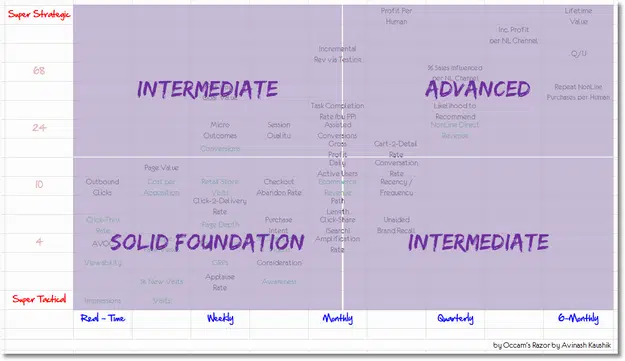 Super Strategic
Profit Per
Human
Lifetime
Value
Inc Profit
per NL Channel
Incremental
Rev via Testing
Q/U
68
% Sales Influenced
per NL Channel
INTERMEDIATE
ADVANCED
Repeat NonLine
Purchases per Human
Task Completion
Rate
Likelihood to
Recommend
24
Micro
Outcomes
Session
Quality
Assisted
Conversions
NonLine Direct
Revenue
Conversions
Gross
Profit
Cart-2-Detail
Rate
Page Value
Daily
Active Users
Conversation
Rate
10
Outbound
Clicks
Cost per
Acquisition
Retail Store
Visits
Checkout
Abandon Rate
Ecommerce
Revenue
Recency /
Frequency
Click-2-Delivery
Rate
Path
Length
Click-Thru
Rate
Page Depth
Purchase
Intent
Click-Share
(Search)
Unaided
Brand Recall
4
AVOC
SOLID FOUNDATION
Amplification
Rate
INTERMEDIATE
Viewability
GRPs
Consideration
% New Visits
Applause
Rate
Awareness
Super Tactical
Impressions
Visits
Real-Time
Weekly
Monthly
Quarterly
6-Monthly
by Occam's Razor by Avinash Kaushik